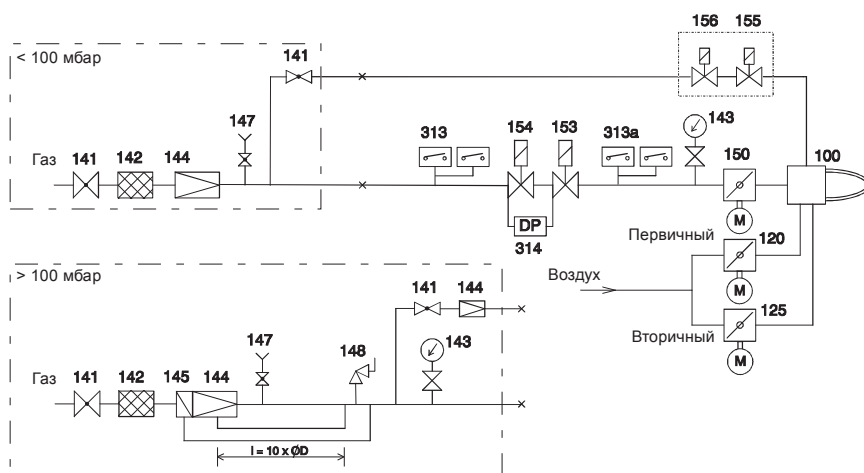 < 100 мбар
141
156 155
147
143
313
154 153
313a
Газ
141 142 144
150 100
DP
314
M
Первичный
120
M
Воздух
125
Вторичный
M
> 100 мбар
141 144
147
148
143
Газ
141 142 145 144
l = 10 x ØD